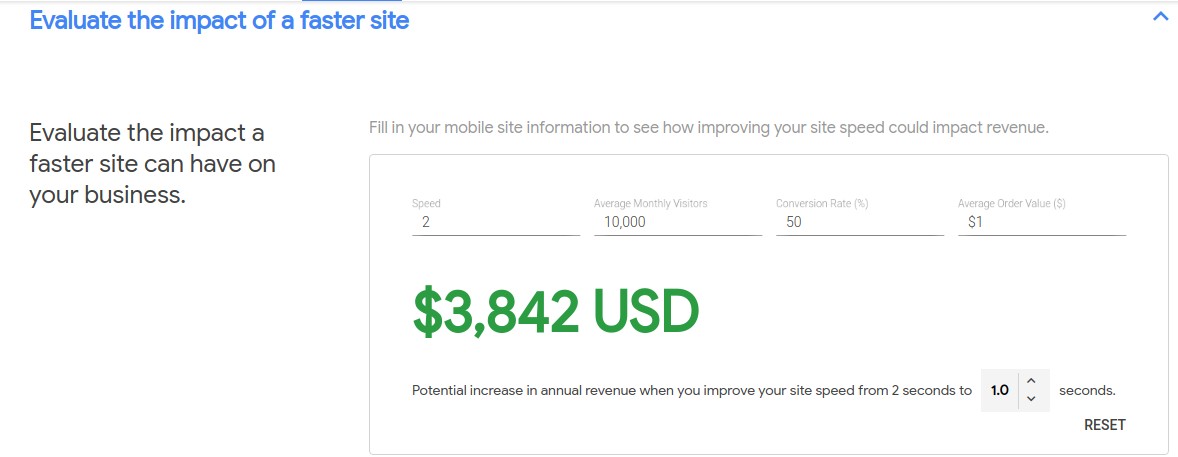 Evaluate the impact of a faster site
Evaluate the impact a
faster site can have on
your business.
Fill in your mobile site information to see how improving your site speed could impact revenue.
Speed
2
Average Monthly Visitors
10,000
Conversion Rate (%)
50
Average Order Value ($)
$1
$3,842 USD
Potential increase in annual revenue when you improve your site speed from 2 seconds to 1.0 seconds.
RESET